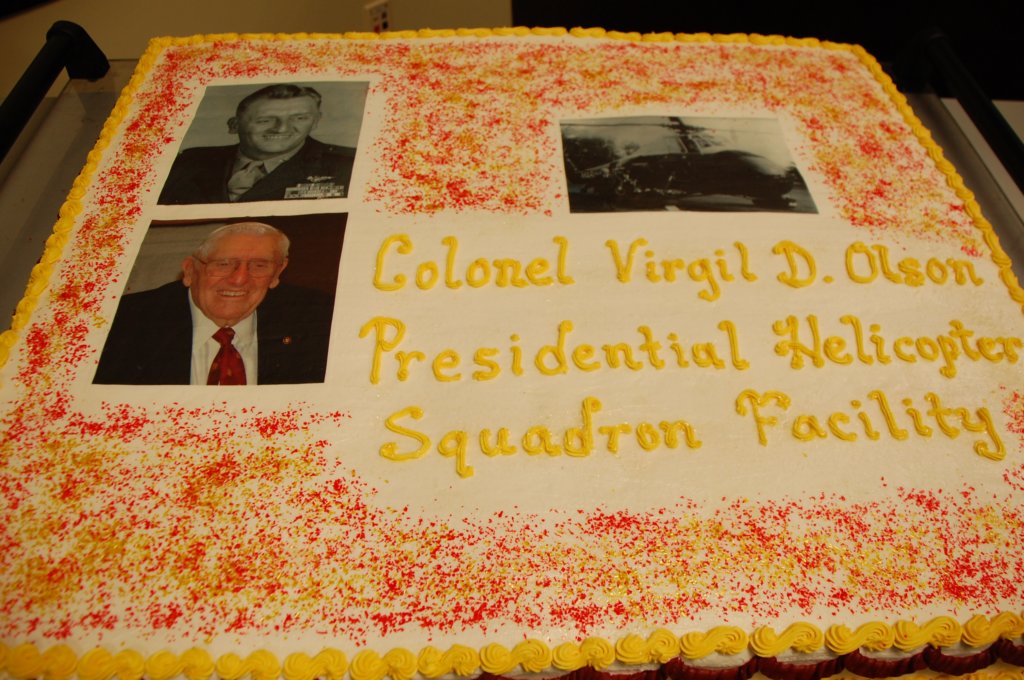 Colonel Virgil D. Olson
Presidential Helicopter
Squadron Facility